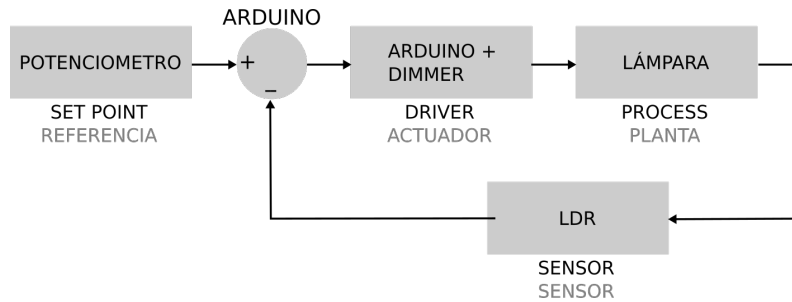 ARDUINO
POTENCIOMETRO
+
−
ARDUINO +
DIMMER
LÁMPARA
SET POINT
REFERENCIA
DRIVER
ACTUADOR
PROCESS
PLANTA
LDR
SENSOR
SENSOR